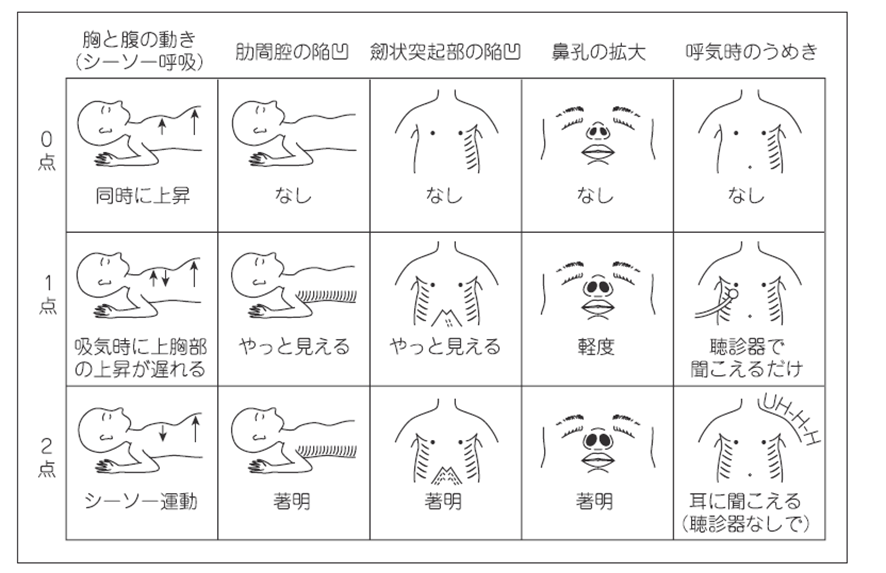 胸と腹の動き
(シーソー呼吸)
肋間腔の陥凹
剱状突起部の陥凹
鼻孔の拡大
呼気時のうめき
0
点
同時に上昇
なし
なし
なし
なし
1
点
吸気時に上胸部
の上昇が遅れる
やっと見える
やっと見える
軽度
聴診器で
聞こえるだけ
2
点
シーソー運動
著明
著明
著明
UH-H-H
耳に聞こえる
(聴診器なしで)